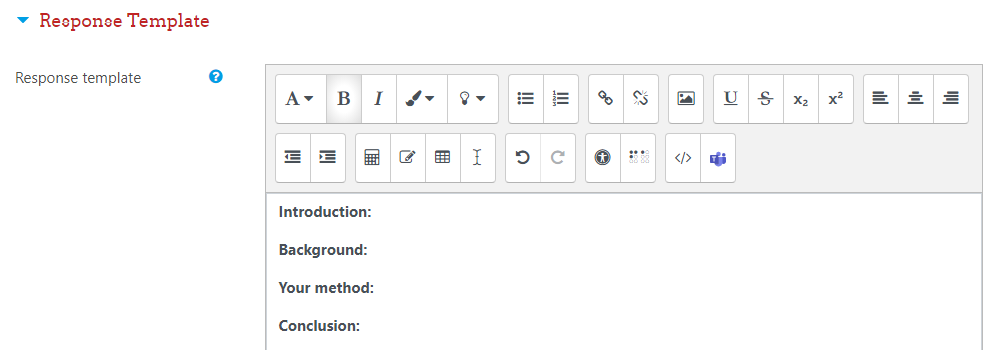 Response Template
Response template
A B I
U S x₂ x²
</>
Introduction:
Background:
Your method:
Conclusion: